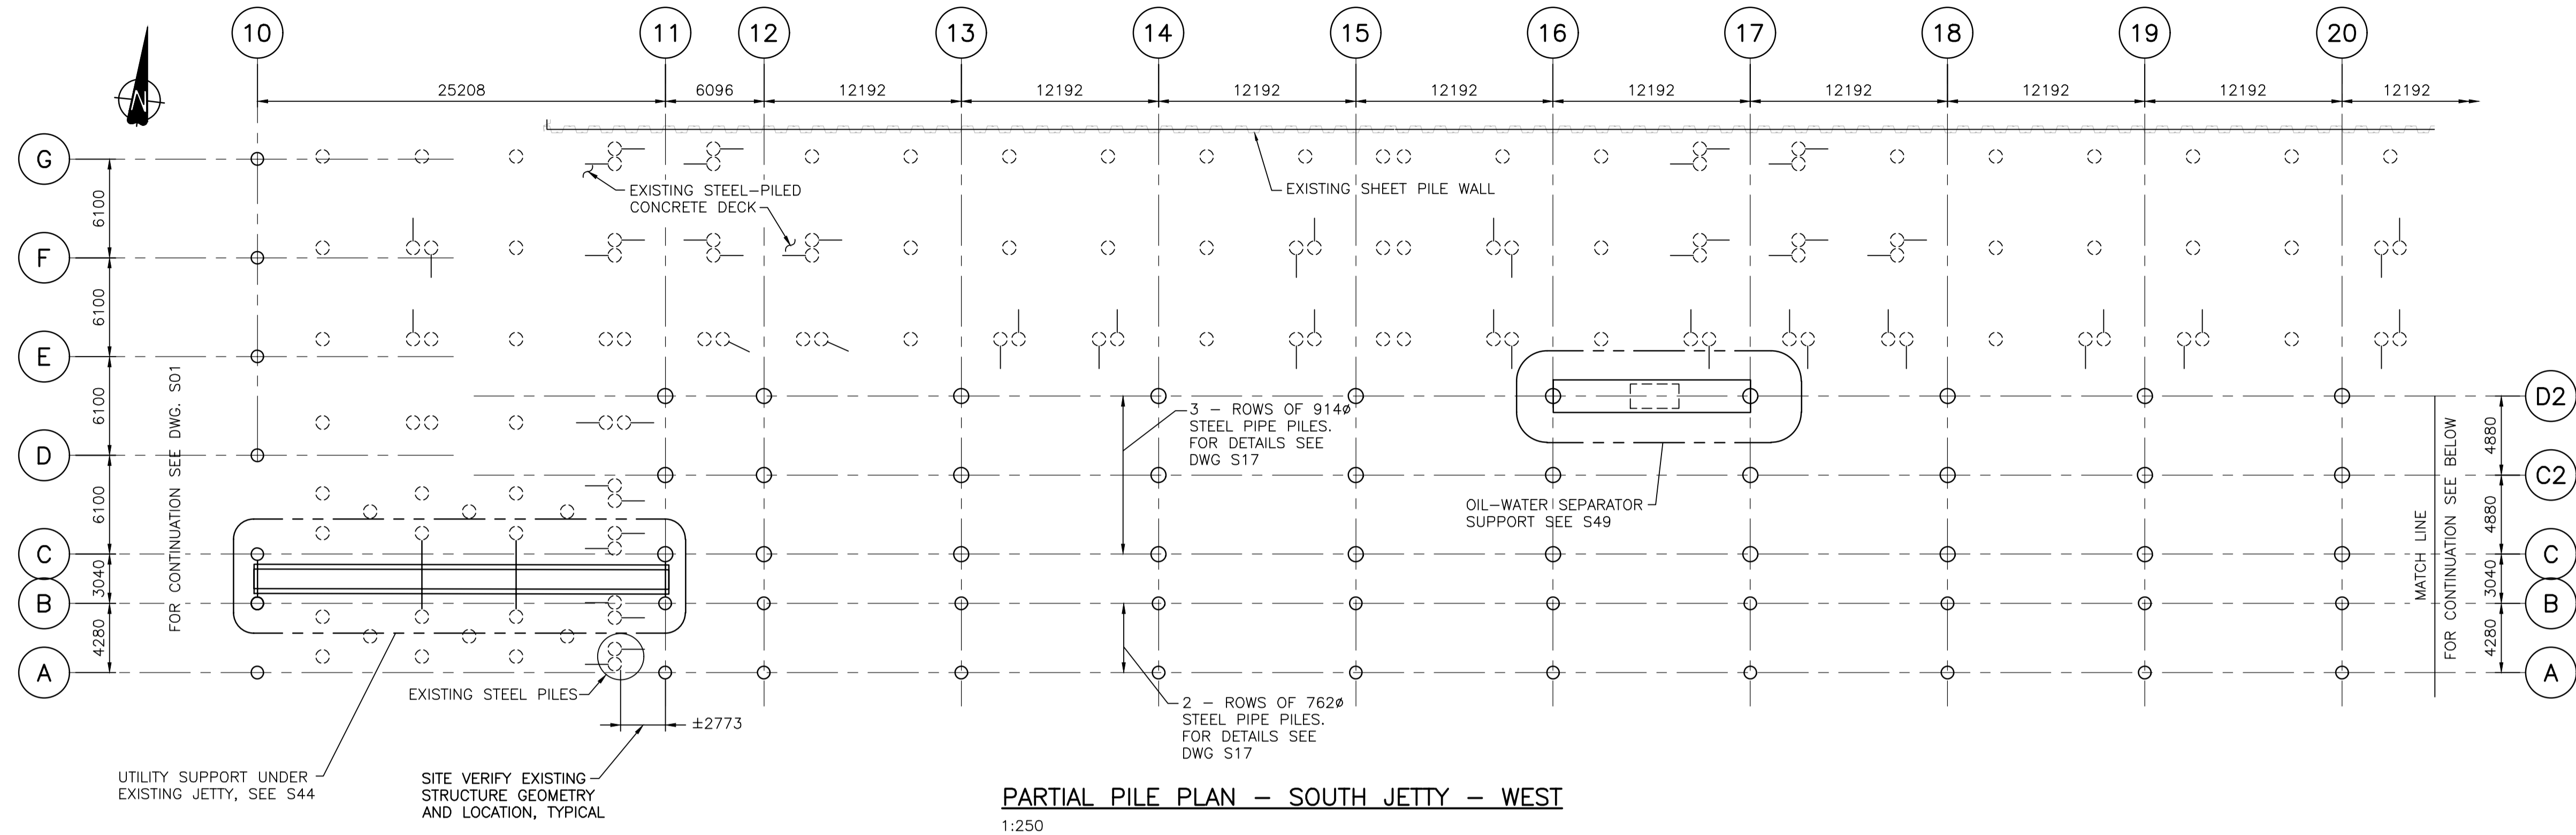 10
11
12
13
14
15
16
17
18
19
20
N
25208
6096
12192
12192
12192
12192
12192
12192
12192
12192
12192
G
F
E
D
C
B
A
6100
6100
6100
6100
3040
4280
EXISTING STEEL-PILED
CONCRETE DECK
EXISTING SHEET PILE WALL
FOR CONTINUATION SEE DWG. S01
3 - ROWS OF 914ø
STEEL PIPE PILES.
FOR DETAILS SEE
DWG S17
OIL-WATER SEPARATOR
SUPPORT SEE S49
MATCH LINE
FOR CONTINUATION SEE BELOW
4880
4880
3040
4280
D2
C2
C
B
A
EXISTING STEEL PILES
±2773
2 - ROWS OF 762ø
STEEL PIPE PILES.
FOR DETAILS SEE
DWG S17
UTILITY SUPPORT UNDER
EXISTING JETTY, SEE S44
SITE VERIFY EXISTING
STRUCTURE GEOMETRY
AND LOCATION, TYPICAL
PARTIAL PILE PLAN - SOUTH JETTY - WEST
1:250